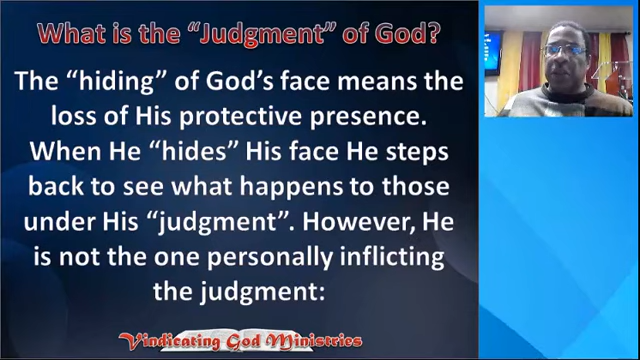 What is the “Judgment” of God?
The “hiding” of God’s face means the
loss of His protective presence.
When He “hides” His face He steps
back to see what happens to those
under His “judgment”. However, He
is not the one personally inflicting
the judgment:
Vindicating God Ministries